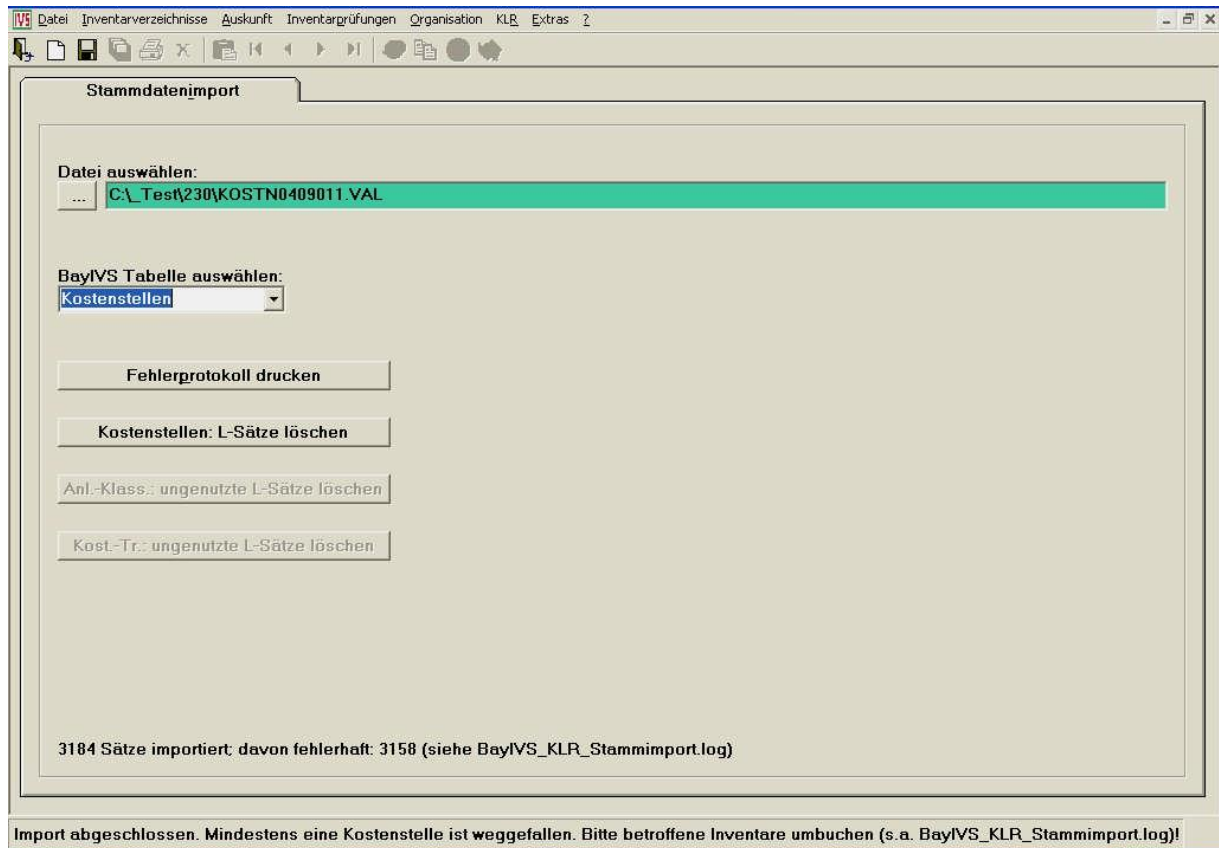 IVS Datei Inventarverzeichnisse Auskunft Inventarprüfungen Organisation KLR Extras ?
Stammdatenimport
Datei auswählen:
... C:\_Test\230\KOSTN0409011.VAL
BayIVS Tabelle auswählen:
Kostenstellen
Fehlerprotokoll drucken
Kostenstellen: L-Sätze löschen
Anl.-Klass.: ungenutzte L-Sätze löschen
Kost.-Tr.: ungenutzte L-Sätze löschen
3184 Sätze importiert; davon fehlerhaft: 3158 (siehe BayIVS_KLR_Stammimport.log)
Import abgeschlossen. Mindestens eine Kostenstelle ist weggefallen. Bitte betroffene Inventare umbuchen (s.a. BayIVS_KLR_Stammimport.log)!